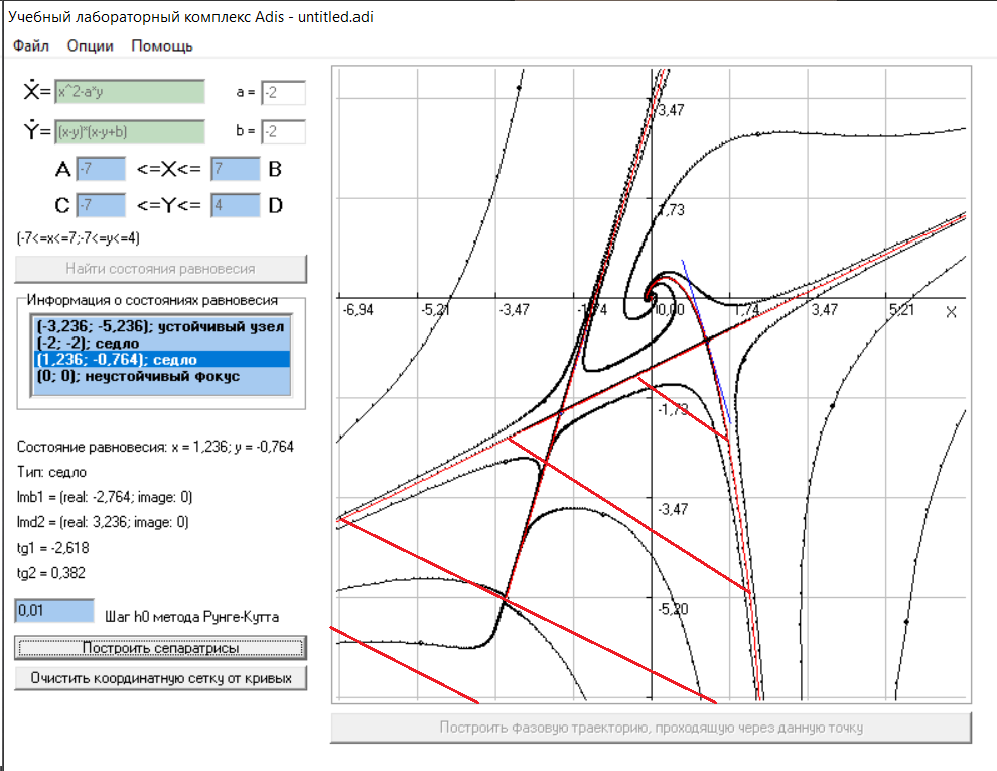 Учебный лабораторный комплекс Adis - untitled.adi
Файл Опции Помощь
Ẋ= x^2-a*y a = -2
Ẏ= (x-y)*(x-y+b) b = -2
A -7 <=X<= 7 B
C -7 <=Y<= 4 D
(-7<=x<=7;-7<=y<=4)
Найти состояния равновесия
Информация о состояниях равновесия
(-3,236; -5,236); устойчивый узел
(-2; -2); седло
(1,236; -0,764); седло
(0; 0); неустойчивый фокус
Состояние равновесия: x = 1,236; y = -0,764
Тип: седло
lmb1 = (real: -2,764; image: 0)
lmd2 = (real: 3,236; image: 0)
tg1 = -2,618
tg2 = 0,382
0,01 Шаг h0 метода Рунге-Кутта
Построить сепаратрисы
Очистить координатную сетку от кривых
3,47
1,73
-6,94 -5,21 -3,47 -1,74 0,00 1,74 3,47 5,21 X
-1,73
-3,47
-5,20
Построить фазовую траекторию, проходящую через данную точку